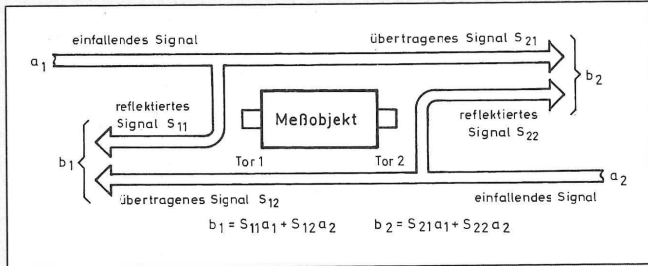 einfallendes Signal
übertragenes Signal S21
a1
b2
reflektiertes
Signal S11
Meßobjekt
reflektiertes
Signal S22
b1
Tor 1
Tor 2
a2
übertragenes Signal S12
einfallendes Signal
b1 = S11a1 + S12a2
b2 = S21a1 + S22a2